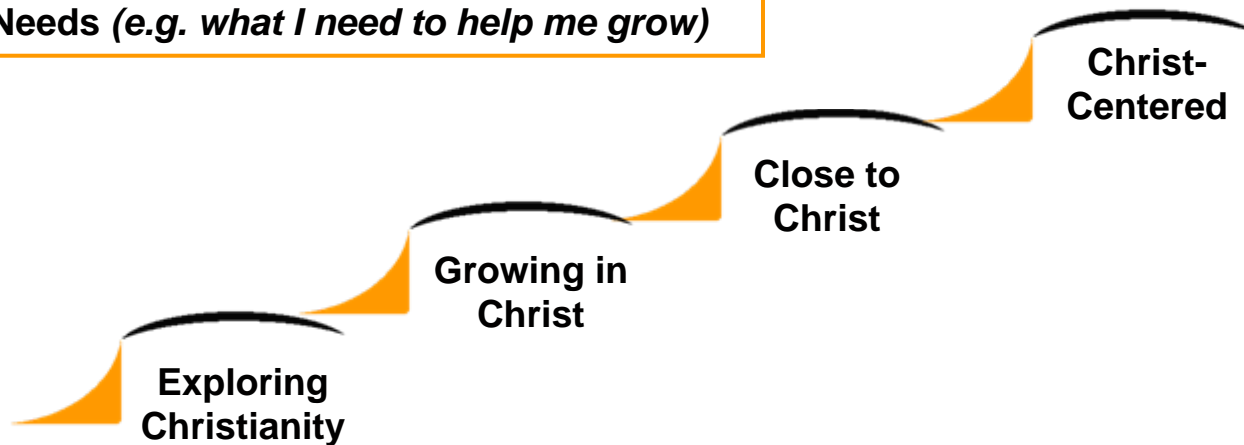 Needs (e.g. what I need to help me grow)
Christ-
Centered
Close to
Christ
Growing in
Christ
Exploring
Christianity